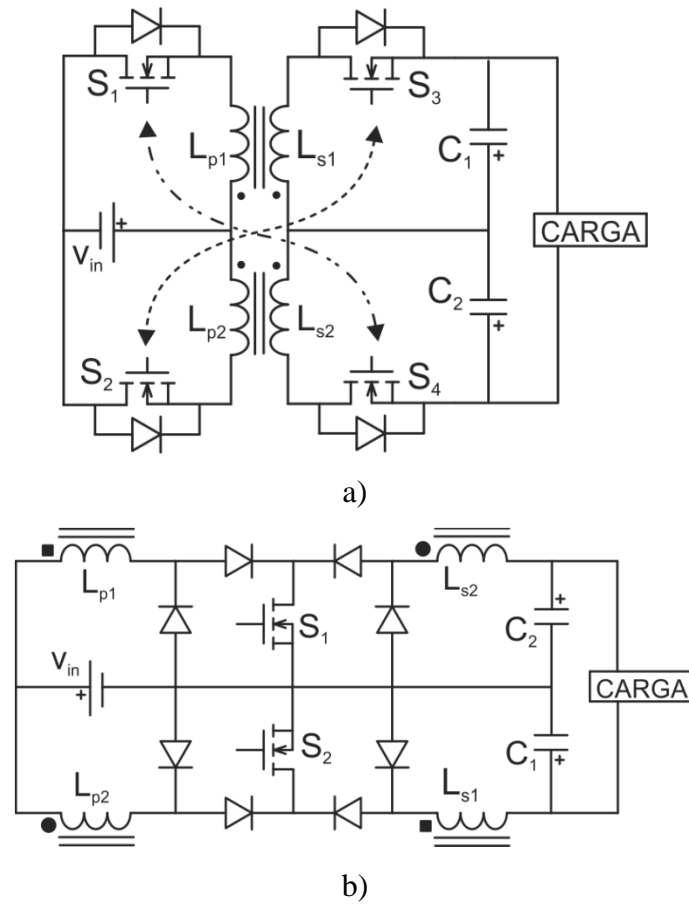 S1 S3
Lp1 Ls1 C1
+
Vin
+
CARGA
Lp2 Ls2 C2
+
S2 S4
a)
Lp1 Ls2
S1 C2
+
Vin
+
CARGA
S2 C1
+
Lp2 Ls1
b)